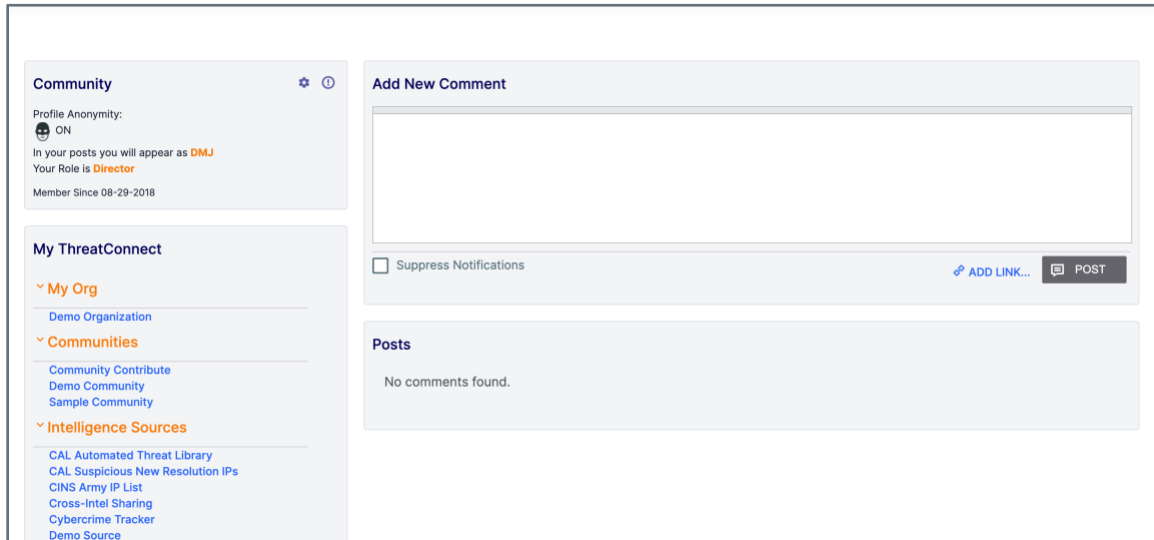 Community
Profile Anonymity:
ON
In your posts you will appear as DMJ
Your Role is Director
Member Since 08-29-2018
My ThreatConnect
My Org
Demo Organization
Communities
Community Contribute
Demo Community
Sample Community
Intelligence Sources
CAL Automated Threat Library
CAL Suspicious New Resolution IPs
CINS Army IP List
Cross-Intel Sharing
Cybercrime Tracker
Demo Source
Add New Comment
Suppress Notifications
ADD LINK...
POST
Posts
No comments found.